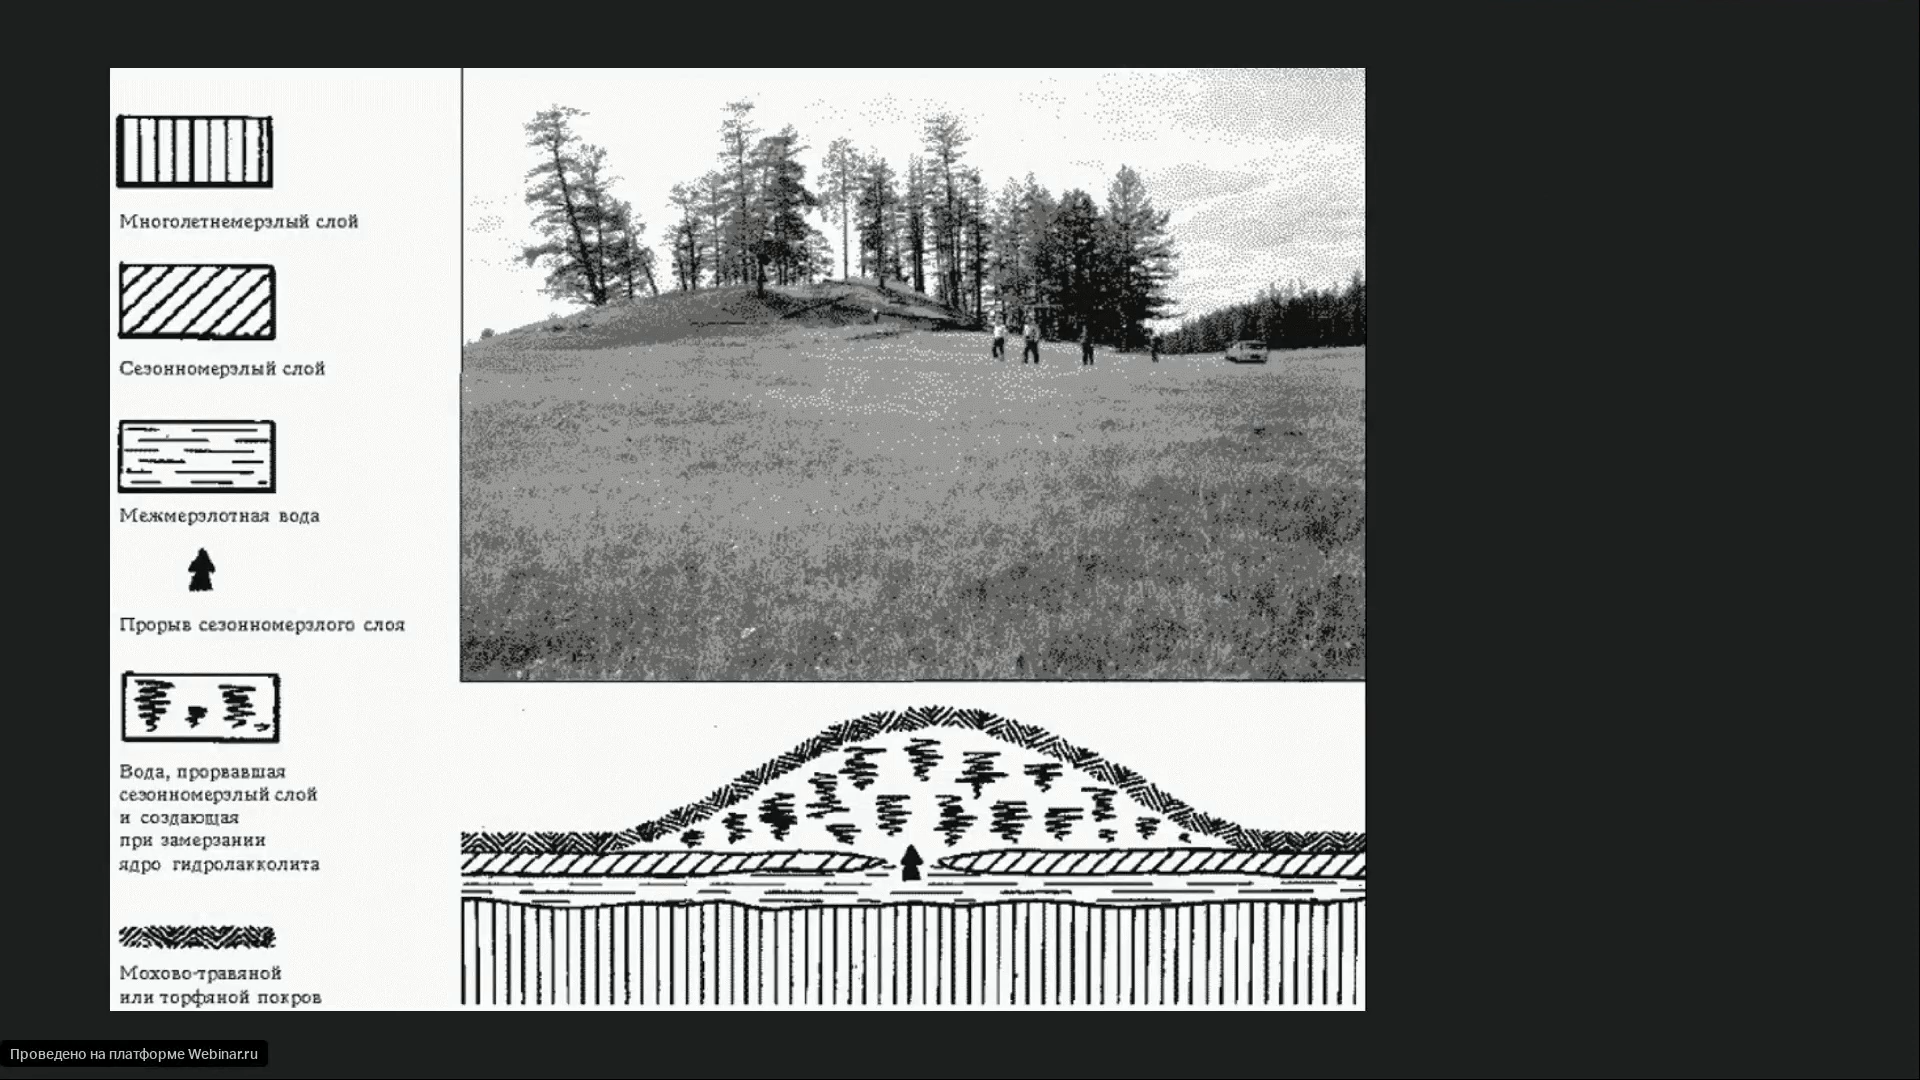 Многолетнемерзлый слой
Сезонномерзлый слой
Межмерзлотная вода
Прорыв сезонномерзлого слоя
Вода, прорвавшая
сезонномерзлый слой
и создающая
при замерзании
ядро гидролакколита
Мохово-травяной
или торфяной покров
Проведено на платформе Webinar.ru